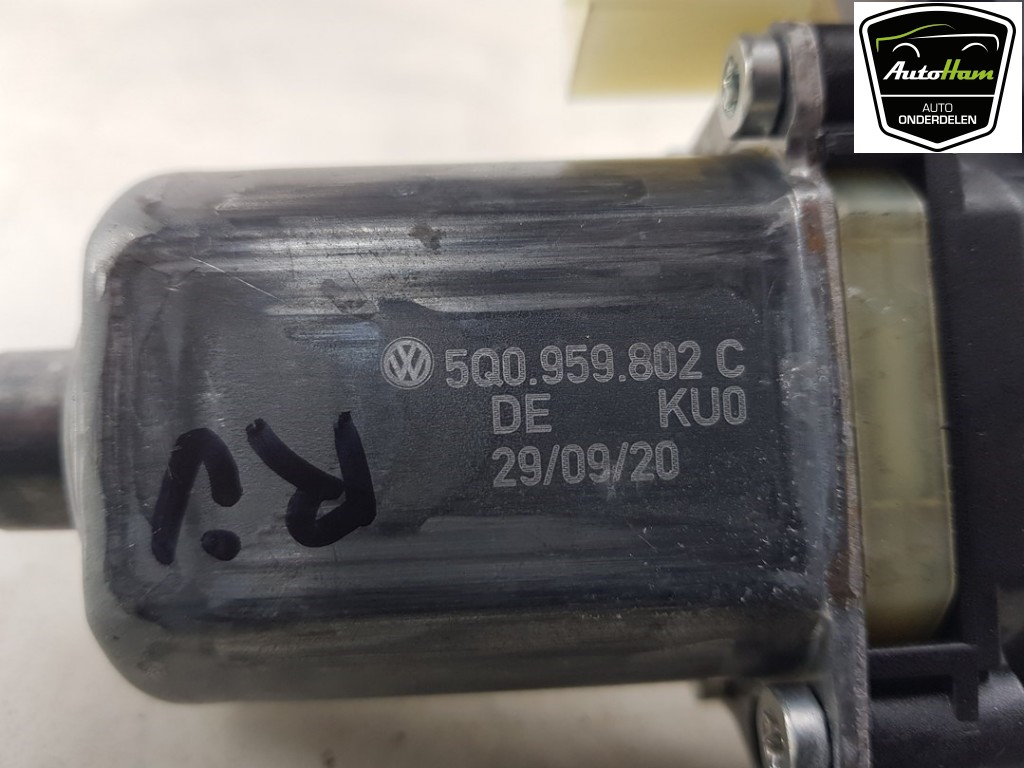 AutoHam
AUTO
ONDERDELEN
5Q0.959.802 C
DE KU0
29/09/20